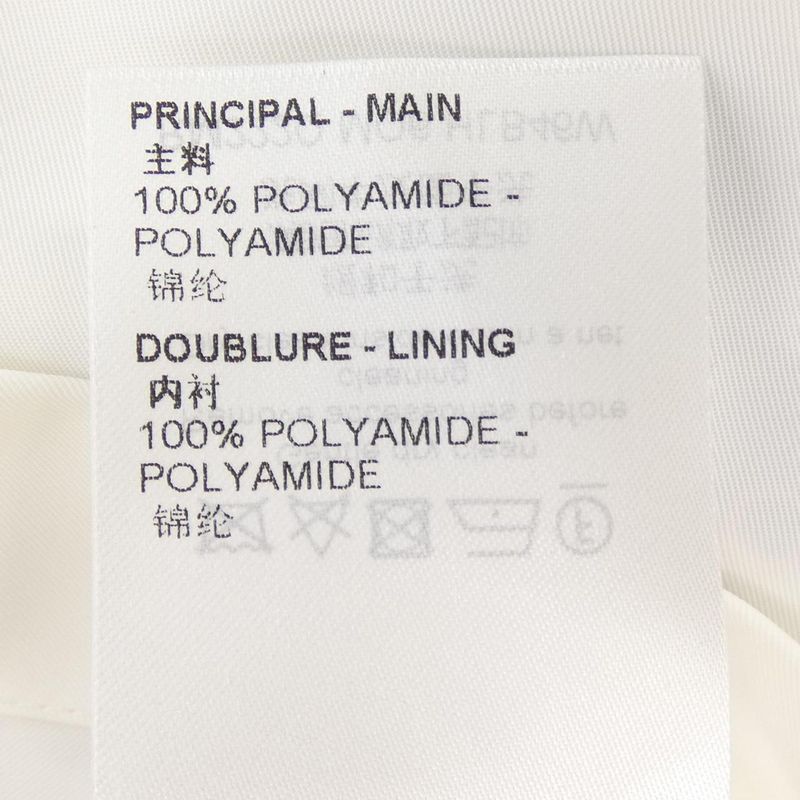 PRINCIPAL - MAIN
主料
100% POLYAMIDE -
POLYAMIDE
锦纶
DOUBLURE - LINING
内衬
100% POLYAMIDE -
POLYAMIDE
锦纶